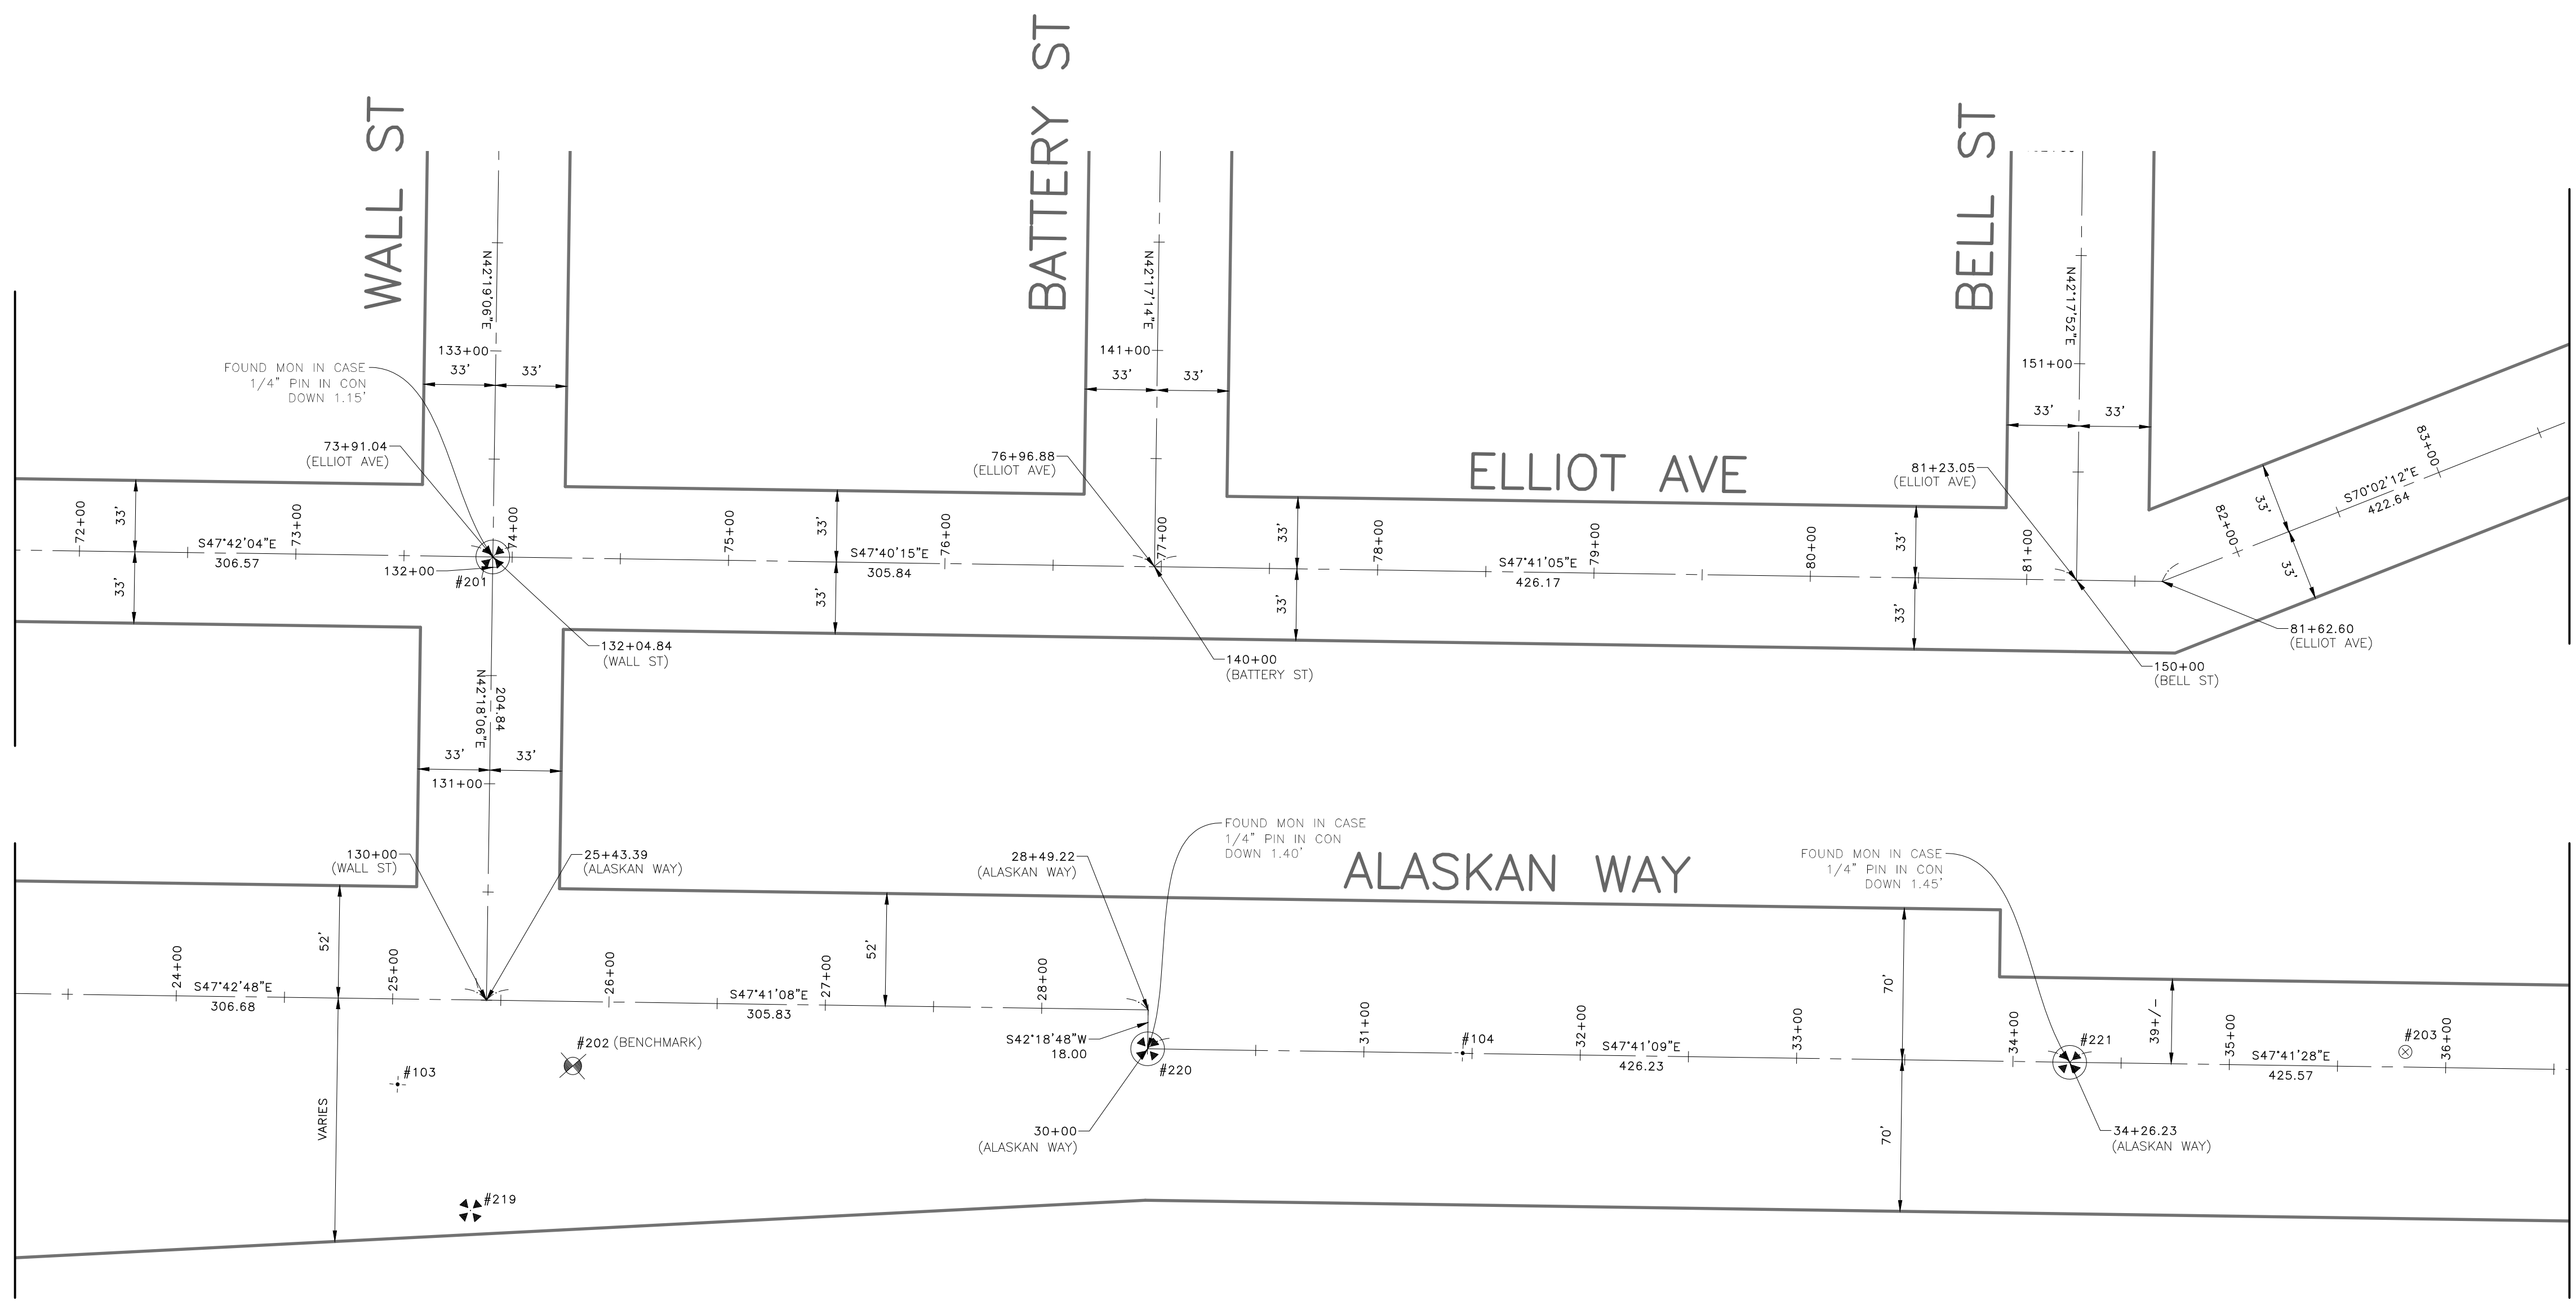 WALL ST
BATTERY ST
BELL ST
N42°19'06"E
N42°17'14"E
N42°17'52"E
133+00
141+00
151+00
33'
33'
33'
33'
33'
33'
FOUND MON IN CASE
1/4" PIN IN CON
DOWN 1.15'
73+91.04
(ELLIOT AVE)
76+96.88
(ELLIOT AVE)
ELLIOT AVE
81+23.05
(ELLIOT AVE)
72+00
73+00
74+00
75+00
76+00
77+00
78+00
79+00
80+00
81+00
82+00
83+00
33'
33'
33'
33'
33'
33'
33'
33'
33'
33'
S47°42'04"E
306.57
S47°40'15"E
305.84
S47°41'05"E
426.17
S70°02'12"E
422.64
132+00
#201
132+04.84
(WALL ST)
140+00
(BATTERY ST)
150+00
(BELL ST)
81+62.60
(ELLIOT AVE)
N42°18'06"E
204.84
33'
33'
131+00
130+00
(WALL ST)
25+43.39
(ALASKAN WAY)
28+49.22
(ALASKAN WAY)
FOUND MON IN CASE
1/4" PIN IN CON
DOWN 1.40'
ALASKAN WAY
FOUND MON IN CASE
1/4" PIN IN CON
DOWN 1.45'
52'
52'
70'
39+/-
24+00
25+00
26+00
27+00
28+00
31+00
32+00
33+00
34+00
35+00
36+00
S47°42'48"E
306.68
S47°41'08"E
305.83
S42°18'48"W
18.00
S47°41'09"E
426.23
S47°41'28"E
425.57
#202 (BENCHMARK)
#103
#220
#104
#221
#203
VARIES
70'
30+00
(ALASKAN WAY)
34+26.23
(ALASKAN WAY)
#219